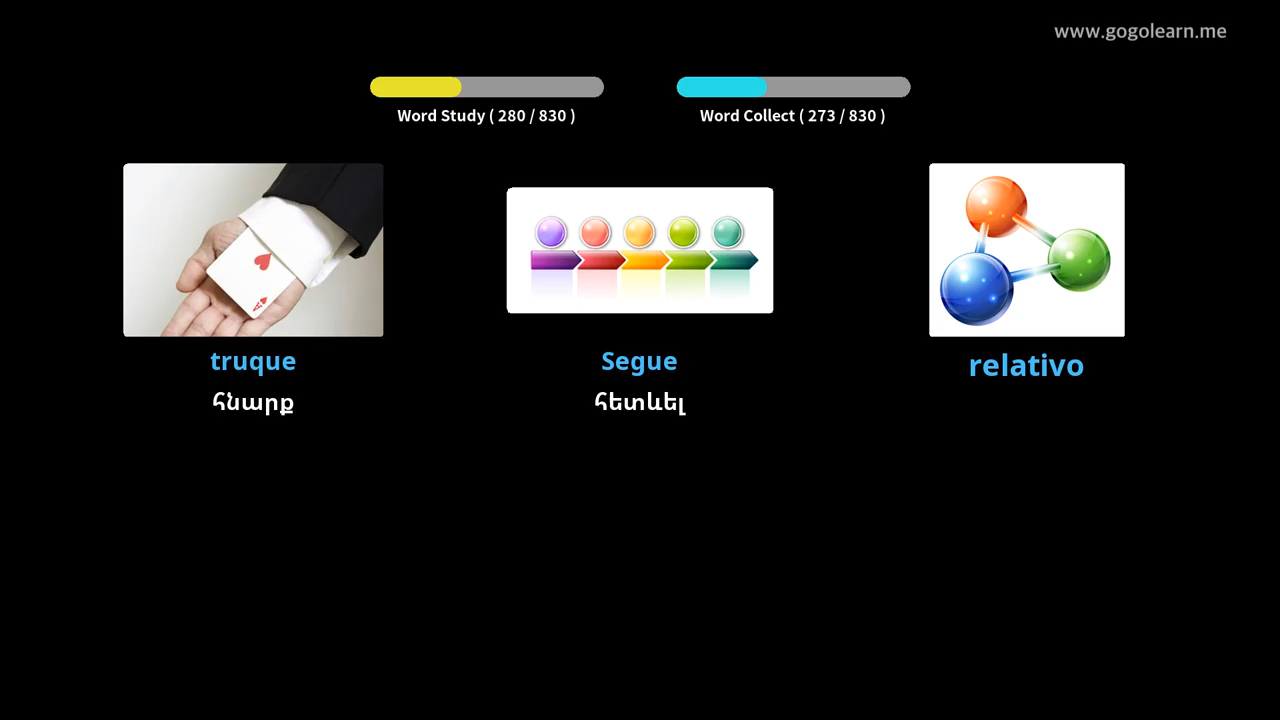 www.gogolearn.me
Word Study ( 280 / 830 )
Word Collect ( 273 / 830 )
A
truque
Segue
relativo
հնարք
հետևել